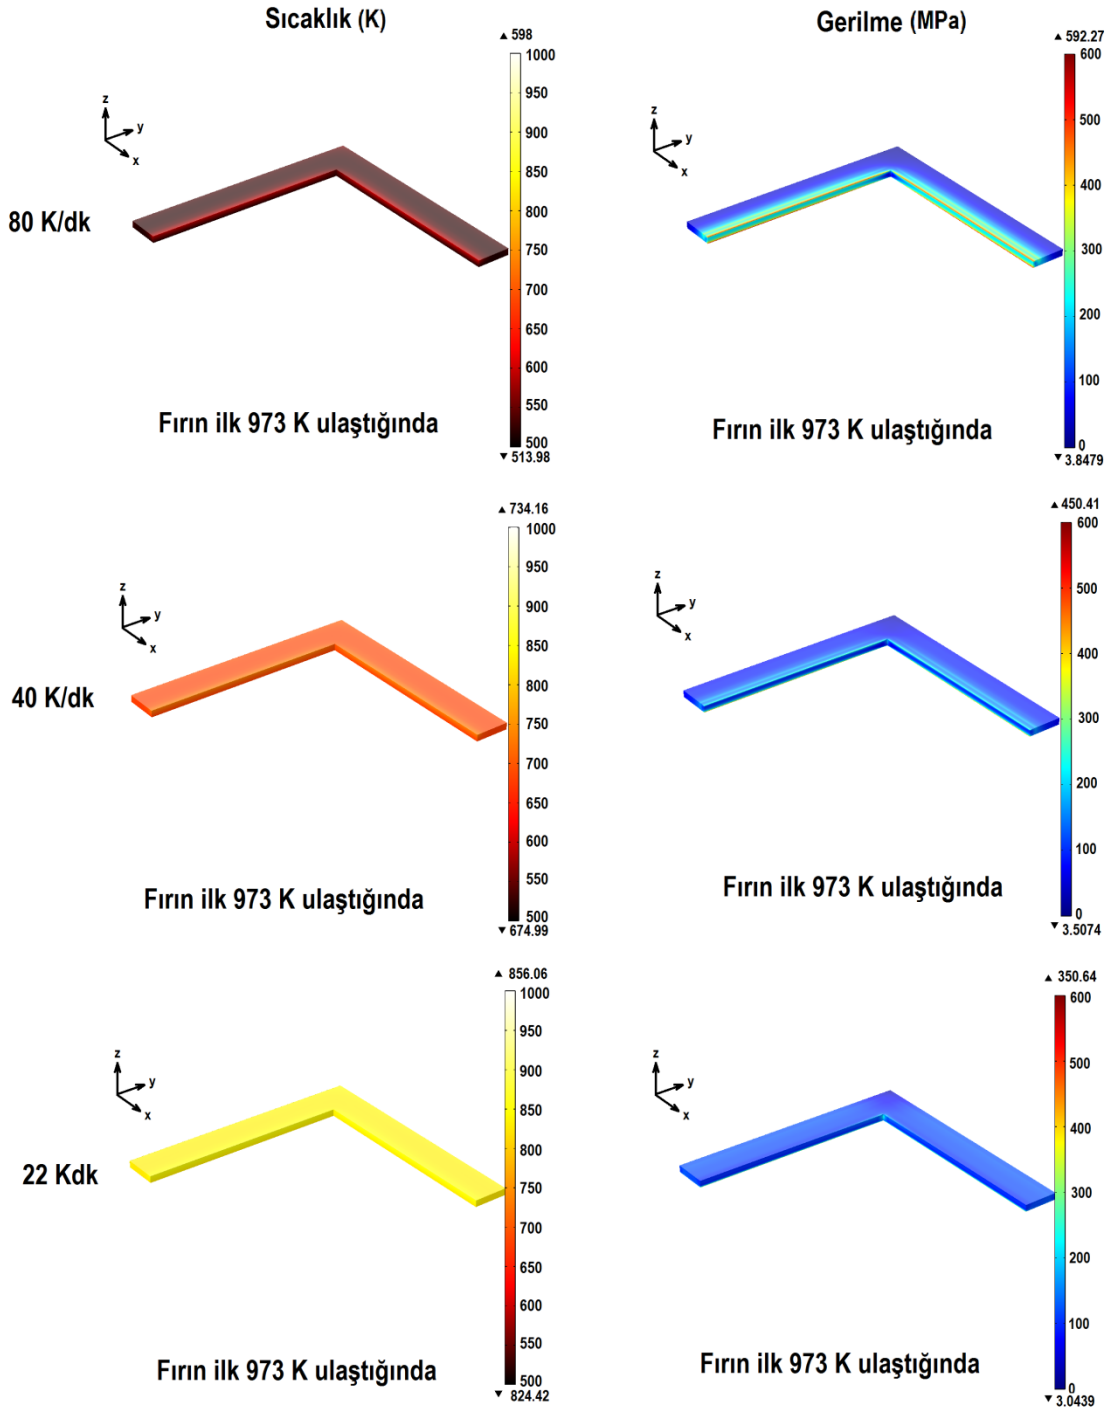 Sıcaklık (K)
Gerilme (MPa)
▲ 598
1000
950
900
850
800
750
700
650
600
550
500
▼ 513.98
z
y
x
80 K/dk
Fırın ilk 973 K ulaştığında
▲ 592.27
600
500
400
300
200
100
0
▼ 3.8479
z
y
x
Fırın ilk 973 K ulaştığında
▲ 734.16
1000
950
900
850
800
750
700
650
600
550
500
▼ 674.99
z
y
x
40 K/dk
Fırın ilk 973 K ulaştığında
▲ 450.41
600
500
400
300
200
100
0
▼ 3.5074
z
y
x
Fırın ilk 973 K ulaştığında
▲ 856.06
1000
950
900
850
800
750
700
650
600
550
500
▼ 824.42
z
y
x
22 Kdk
Fırın ilk 973 K ulaştığında
▲ 350.64
600
500
400
300
200
100
0
▼ 3.0439
z
y
x
Fırın ilk 973 K ulaştığında